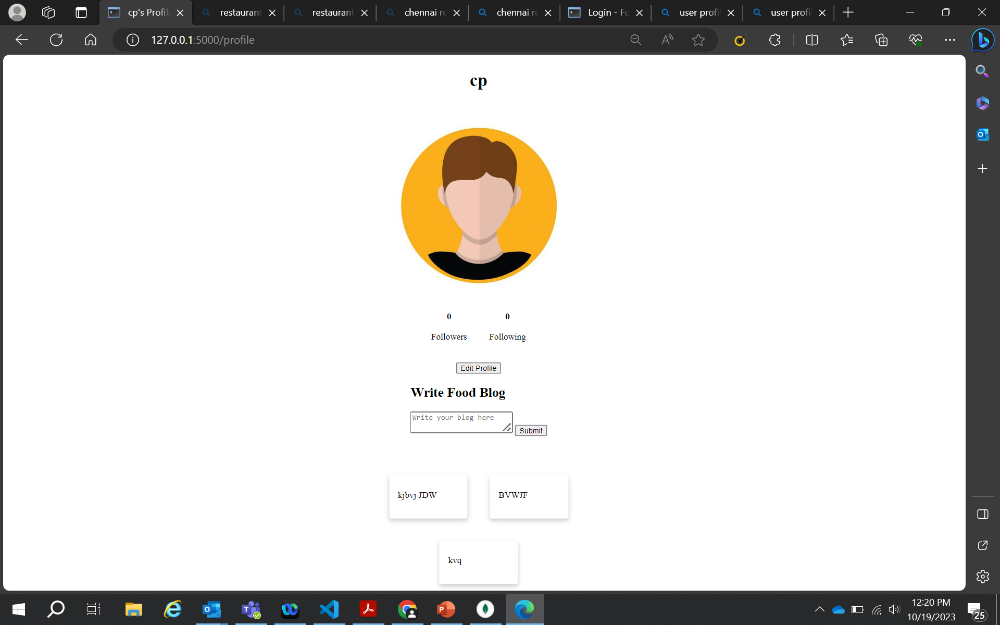 cp's Profil
restaurant
restaurant
chennai re
chennai re
Login - Fo
user profi
user profi
127.0.0.1:5000/profile
cp
0 0
Followers Following
Edit Profile
Write Food Blog
Write your blog here
Submit
kjbvj JDW BVWJF
kvq
12:20 PM
10/19/2023
25